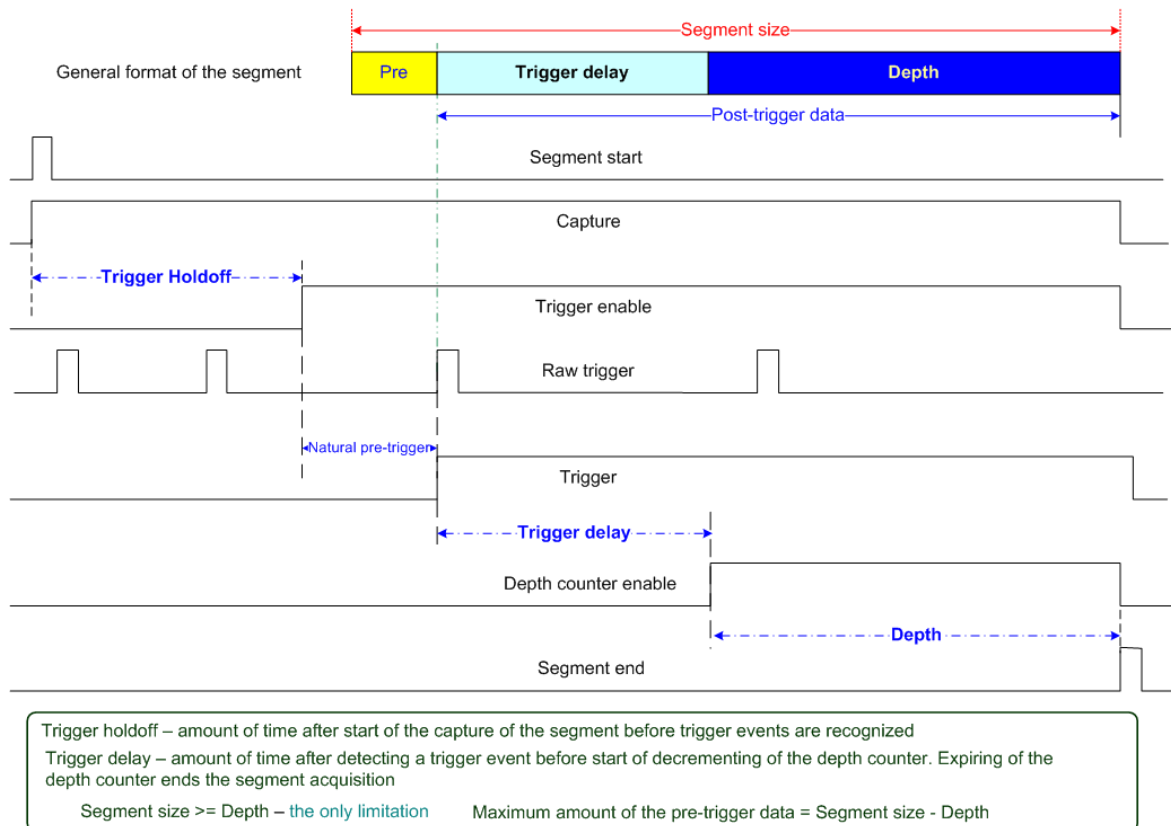 Segment size
General format of the segment
Pre
Trigger delay
Depth
Post-trigger data
Segment start
Capture
Trigger Holdoff
Trigger enable
Raw trigger
Natural pre-trigger
Trigger
Trigger delay
Depth counter enable
Depth
Segment end
Trigger holdoff – amount of time after start of the capture of the segment before trigger events are recognized
Trigger delay – amount of time after detecting a trigger event before start of decrementing of the depth counter. Expiring of the
depth counter ends the segment acquisition
Segment size >= Depth – the only limitation
Maximum amount of the pre-trigger data = Segment size - Depth